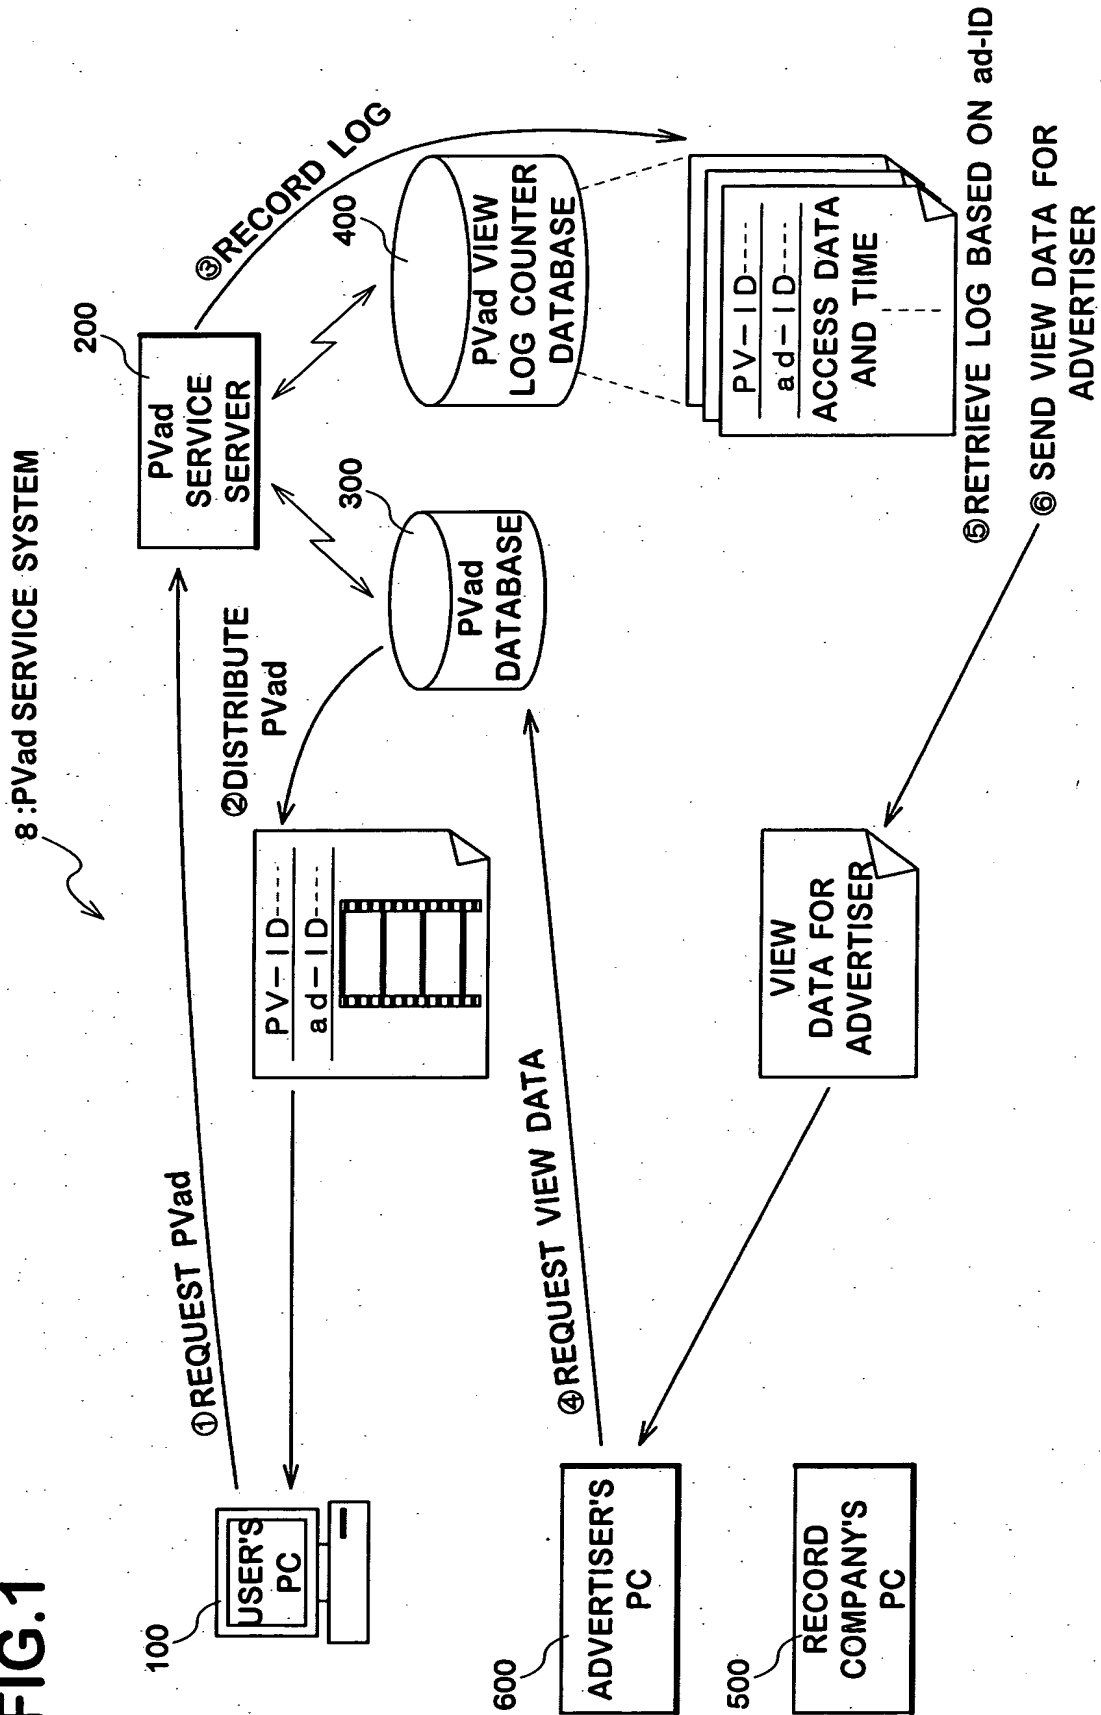 FIG.1
8:PVad SERVICE SYSTEM
100
USER'S
PC
①REQUEST PVad
200
PVad
SERVICE
SERVER
②DISTRIBUTE
PVad
PV-ID----
ad-ID----
300
PVad
DATABASE
③RECORD LOG
400
PVad VIEW
LOG COUNTER
DATABASE
PV-ID----
ad-ID----
ACCESS DATA
AND TIME
600
ADVERTISER'S
PC
④REQUEST VIEW DATA
⑤RETRIEVE LOG BASED ON ad-ID
⑥ SEND VIEW DATA FOR
ADVERTISER
VIEW
DATA FOR
ADVERTISER
500
RECORD
COMPANY'S
PC